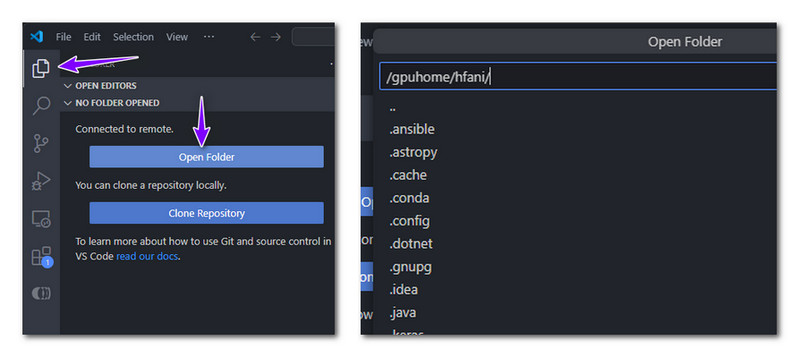 File Edit Selection View ...
OPEN EDITORS
NO FOLDER OPENED
Connected to remote.
Open Folder
You can clone a repository locally.
Clone Repository
To learn more about how to use Git and source control in
VS Code read our docs.
1
Open Folder
/gpuhome/hfani/
..
.ansible
.astropy
.cache
.conda
.config
.dotnet
.gnupg
.idea
.java